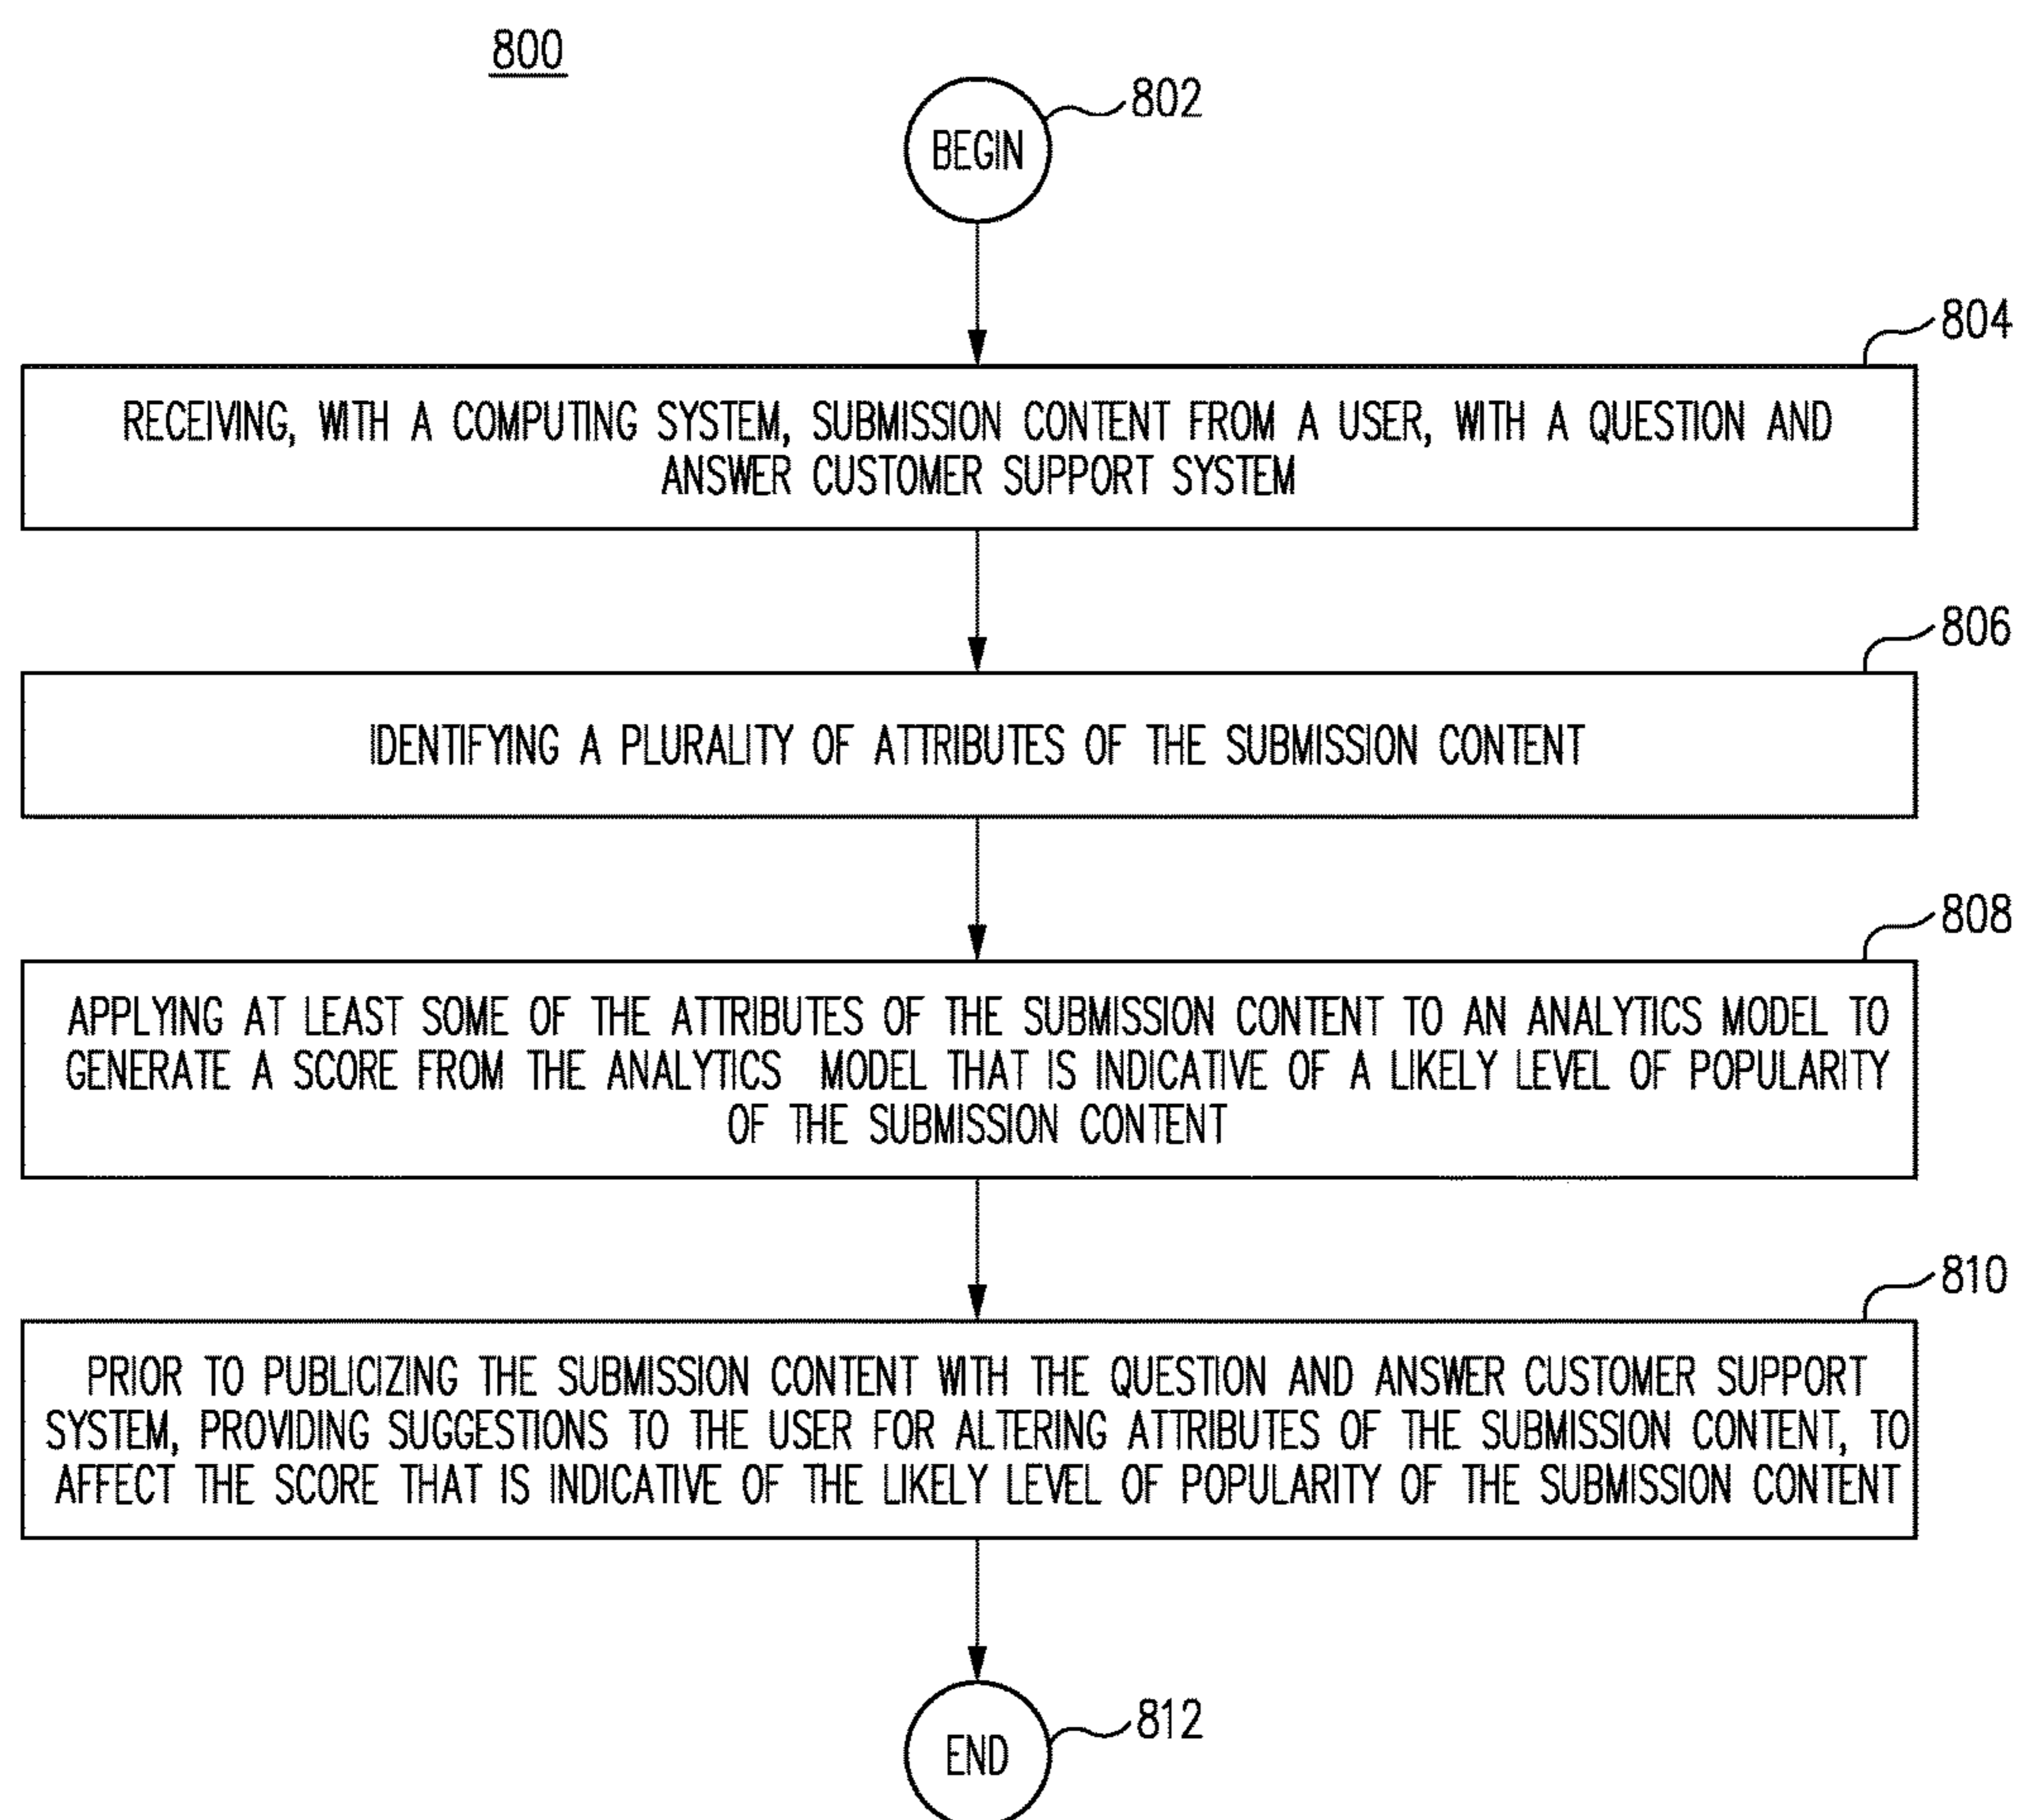 800
802
BEGIN
804
RECEIVING, WITH A COMPUTING SYSTEM, SUBMISSION CONTENT FROM A USER, WITH A QUESTION AND
ANSWER CUSTOMER SUPPORT SYSTEM
806
IDENTIFYING A PLURALITY OF ATTRIBUTES OF THE SUBMISSION CONTENT
808
APPLYING AT LEAST SOME OF THE ATTRIBUTES OF THE SUBMISSION CONTENT TO AN ANALYTICS MODEL TO
GENERATE A SCORE FROM THE ANALYTICS MODEL THAT IS INDICATIVE OF A LIKELY LEVEL OF POPULARITY
OF THE SUBMISSION CONTENT
810
PRIOR TO PUBLICIZING THE SUBMISSION CONTENT WITH THE QUESTION AND ANSWER CUSTOMER SUPPORT
SYSTEM, PROVIDING SUGGESTIONS TO THE USER FOR ALTERING ATTRIBUTES OF THE SUBMISSION CONTENT, TO
AFFECT THE SCORE THAT IS INDICATIVE OF THE LIKELY LEVEL OF POPULARITY OF THE SUBMISSION CONTENT
812
END